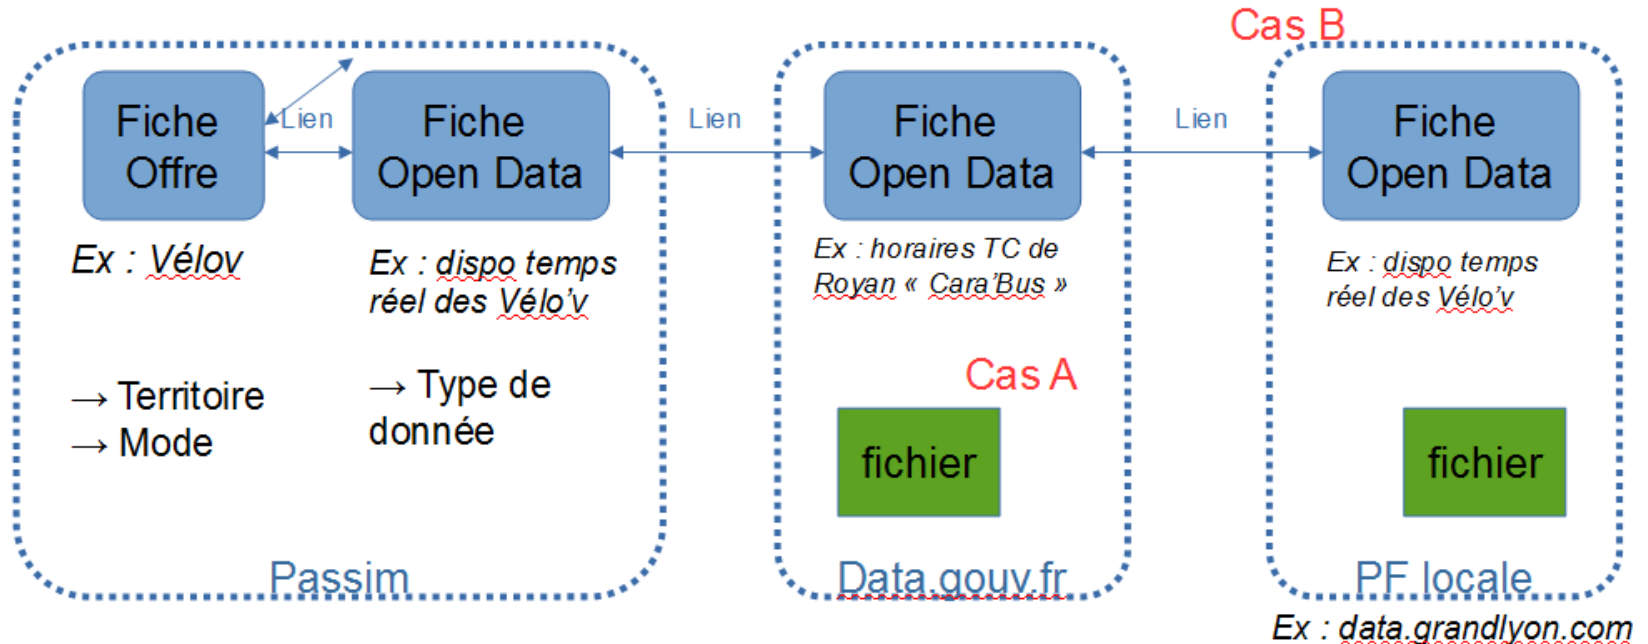 Cas B
Fiche
Offre
Lien
Fiche
Open Data
Lien
Fiche
Open Data
Lien
Fiche
Open Data
Ex : Vélov
Ex : dispo temps
réel des Vélo’v
Ex : horaires TC de
Royan « Cara’Bus »
Ex : dispo temps
réel des Vélo’v
→ Territoire
→ Mode
→ Type de
donnée
Cas A
fichier
fichier
Passim
Data.gouv.fr
PF locale
Ex : data.grandlyon.com